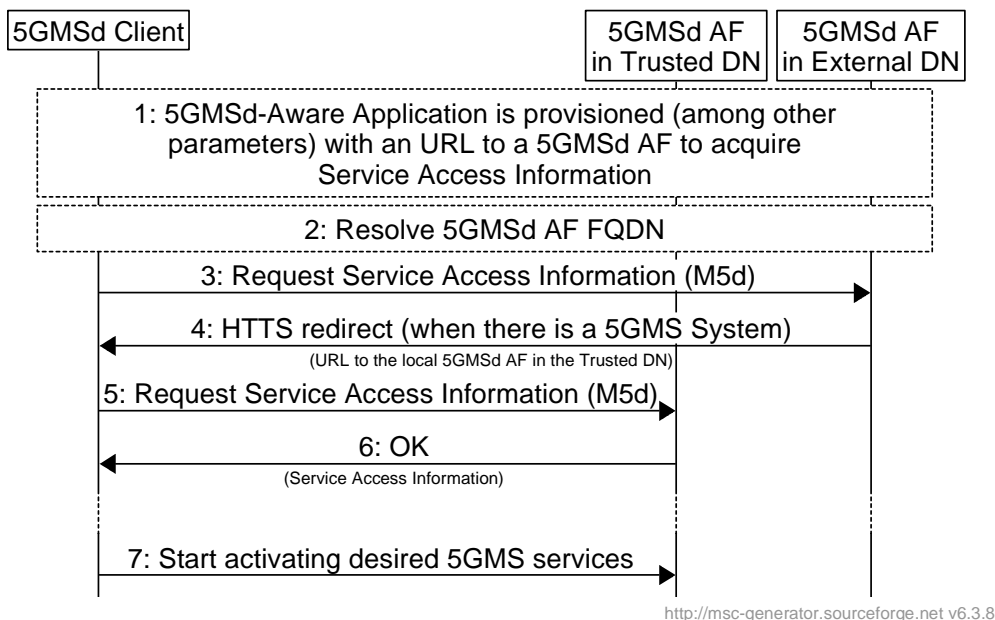 5GMSd Client
5GMSd AF
in Trusted DN
5GMSd AF
in External DN
1: 5GMSd-Aware Application is provisioned (among other
parameters) with an URL to a 5GMSd AF to acquire
Service Access Information
2: Resolve 5GMSd AF FQDN
3: Request Service Access Information (M5d)
4: HTTS redirect (when there is a 5GMS System)
(URL to the local 5GMSd AF in the Trusted DN)
5: Request Service Access Information (M5d)
6: OK
(Service Access Information)
7: Start activating desired 5GMS services
http://msc-generator.sourceforge.net v6.3.8